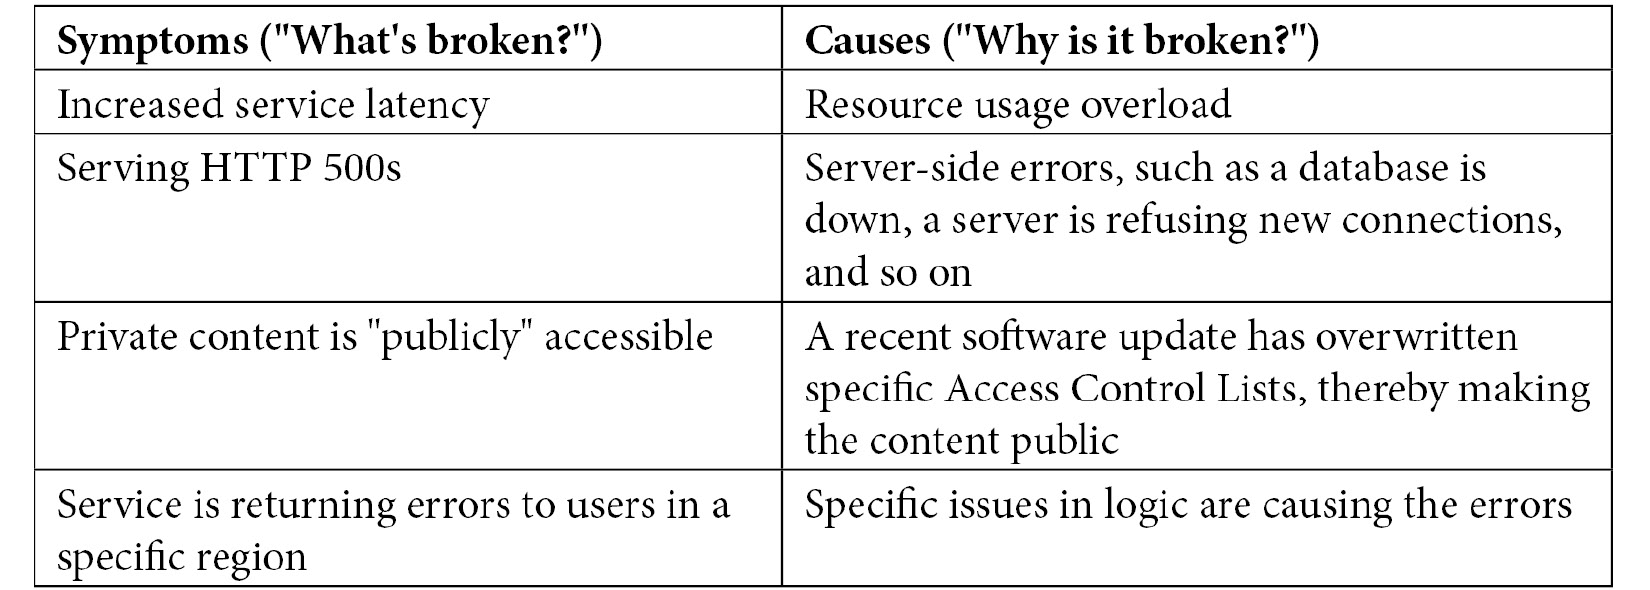 Symptoms ("What's broken?")
Causes ("Why is it broken?")
Increased service latency
Resource usage overload
Serving HTTP 500s
Server-side errors, such as a database is
down, a server is refusing new connections,
and so on
Private content is "publicly" accessible
A recent software update has overwritten
specific Access Control Lists, thereby making
the content public
Service is returning errors to users in a
specific region
Specific issues in logic are causing the errors